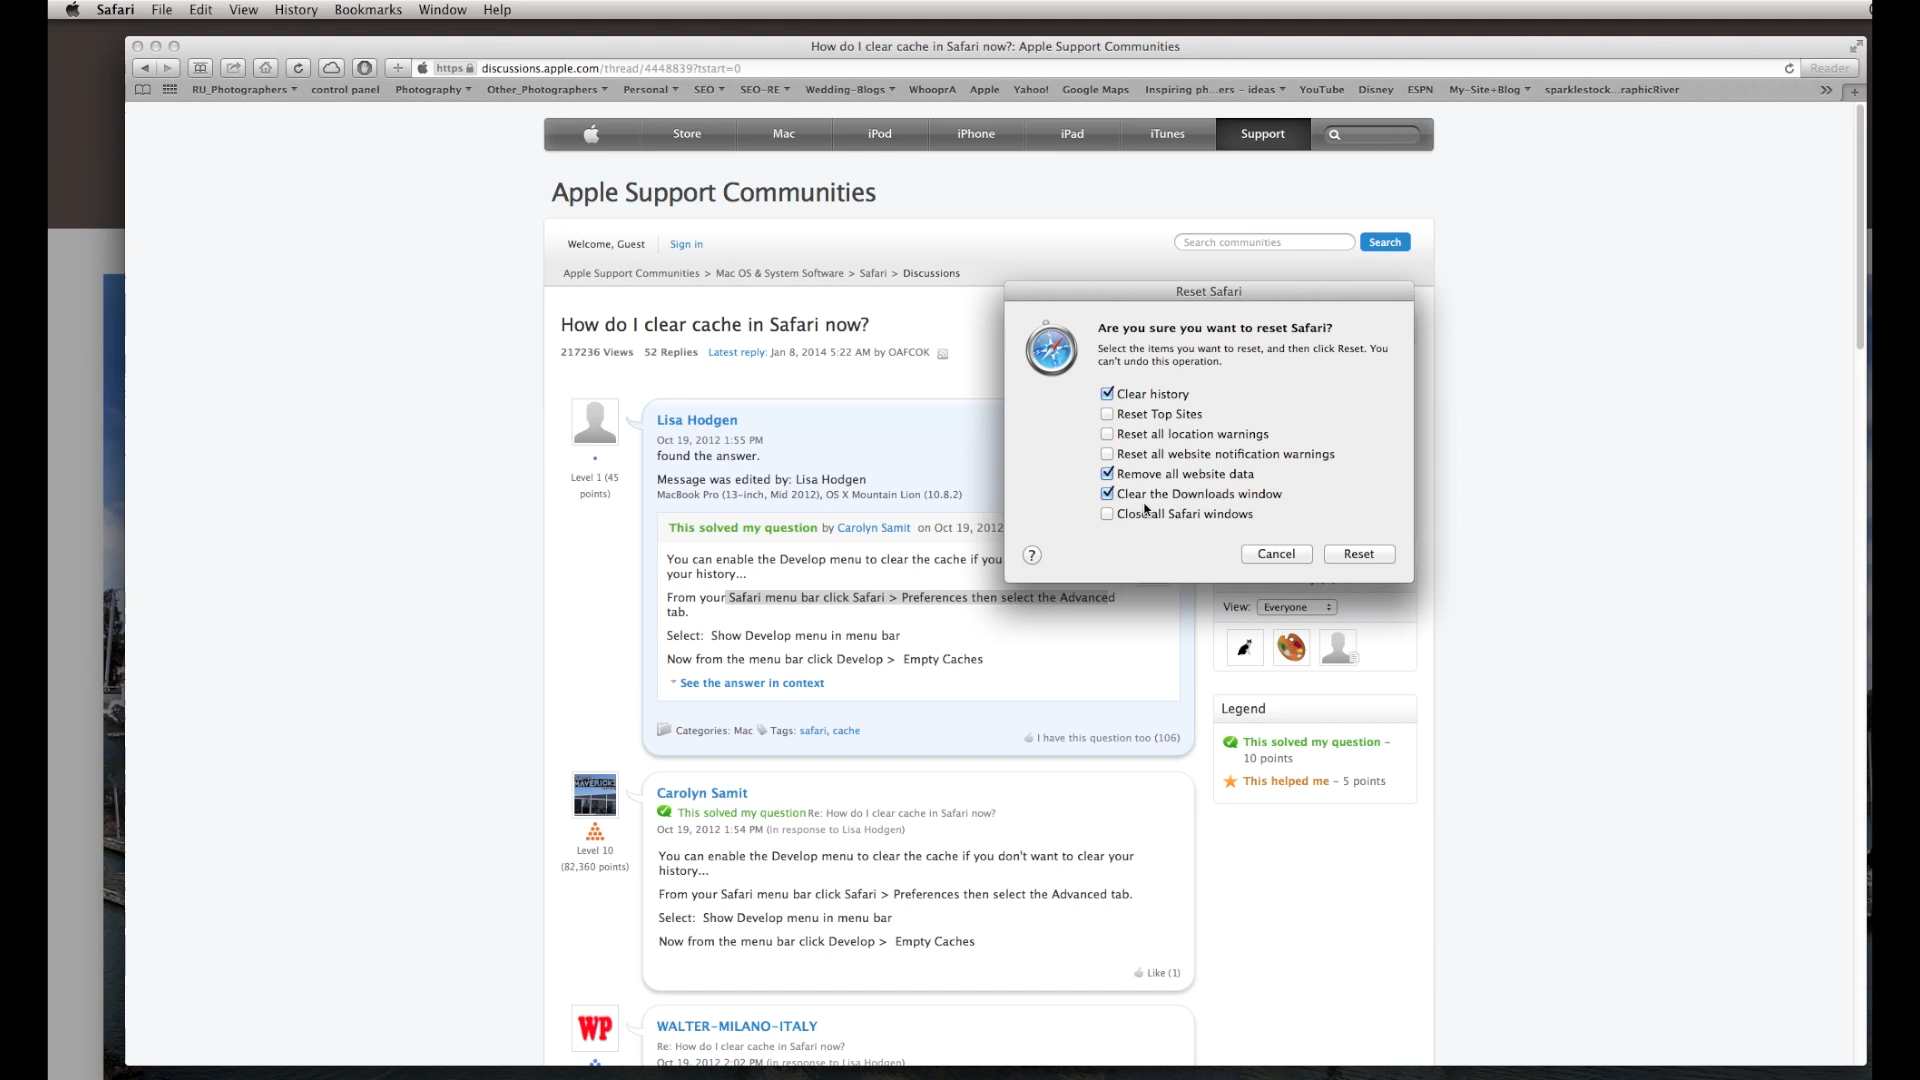 Safari File Edit View History Bookmarks Window Help
How do I clear cache in Safari now?: Apple Support Communities
https discussions.apple.com/thread/4448839?tstart=0
Reader
RU_Photographers control panel Photography Other_Photographers Personal SEO SEO-RE Wedding-Blogs WhooprA Apple Yahoo! Google Maps Inspiring ph...ers - ideas YouTube Disney ESPN My-Site+Blog sparklestock...raphicRiver
Store Mac iPod iPhone iPad iTunes Support
Apple Support Communities
Welcome, Guest Sign in
Search communities Search
Apple Support Communities > Mac OS & System Software > Safari > Discussions
Reset Safari
Are you sure you want to reset Safari?
Select the items you want to reset, and then click Reset. You
can't undo this operation.
Clear history
Reset Top Sites
Reset all location warnings
Reset all website notification warnings
Remove all website data
Clear the Downloads window
Close all Safari windows
? Cancel Reset
How do I clear cache in Safari now?
217236 Views 52 Replies Latest reply: Jan 8, 2014 5:22 AM by OAFCOK
Level 1 (45
points)
Lisa Hodgen
Oct 19, 2012 1:55 PM
found the answer.
Message was edited by: Lisa Hodgen
MacBook Pro (13-inch, Mid 2012), OS X Mountain Lion (10.8.2)
This solved my question by Carolyn Samit on Oct 19, 2012
You can enable the Develop menu to clear the cache if you
your history...
From your Safari menu bar click Safari > Preferences then select the Advanced
tab.
Select: Show Develop menu in menu bar
Now from the menu bar click Develop > Empty Caches
See the answer in context
Categories: Mac Tags: safari, cache
I have this question too (106)
View: Everyone
Legend
This solved my question -
10 points
This helped me - 5 points
MAVERICKS
Level 10
(82,360 points)
Carolyn Samit
This solved my question Re: How do I clear cache in Safari now?
Oct 19, 2012 1:54 PM (in response to Lisa Hodgen)
You can enable the Develop menu to clear the cache if you don't want to clear your
history...
From your Safari menu bar click Safari > Preferences then select the Advanced tab.
Select: Show Develop menu in menu bar
Now from the menu bar click Develop > Empty Caches
Like (1)
WP
WALTER-MILANO-ITALY
Re: How do I clear cache in Safari now?
Oct 19, 2012 2:02 PM (in response to Lisa Hodgen)